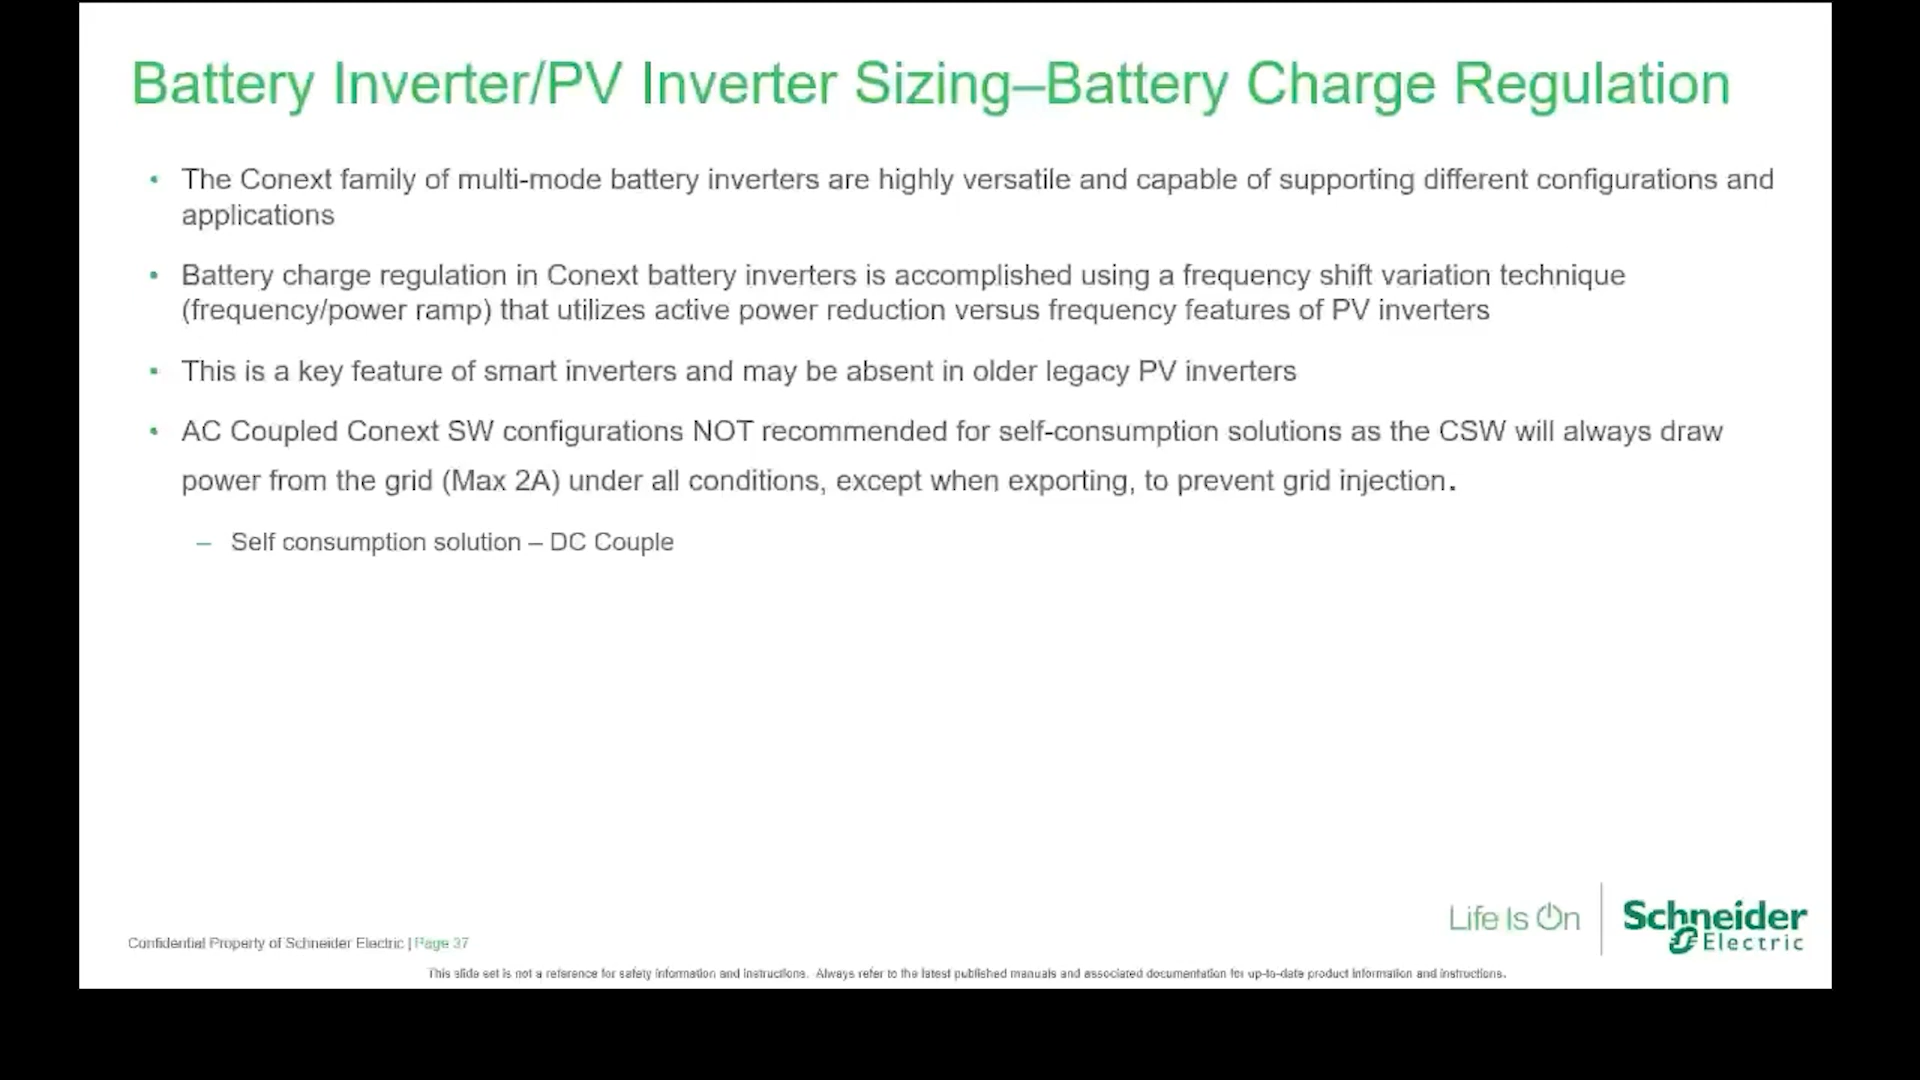 Battery Inverter/PV Inverter Sizing–Battery Charge Regulation
• The Conext family of multi-mode battery inverters are highly versatile and capable of supporting different configurations and
applications
• Battery charge regulation in Conext battery inverters is accomplished using a frequency shift variation technique
(frequency/power ramp) that utilizes active power reduction versus frequency features of PV inverters
• This is a key feature of smart inverters and may be absent in older legacy PV inverters
• AC Coupled Conext SW configurations NOT recommended for self-consumption solutions as the CSW will always draw
power from the grid (Max 2A) under all conditions, except when exporting, to prevent grid injection.
– Self consumption solution – DC Couple
Life Is On
Schneider
Electric
Confidential Property of Schneider Electric | Page 37
This slide set is not a reference for safety information and instructions. Always refer to the latest published manuals and associated documentation for up-to-date product information and instructions.